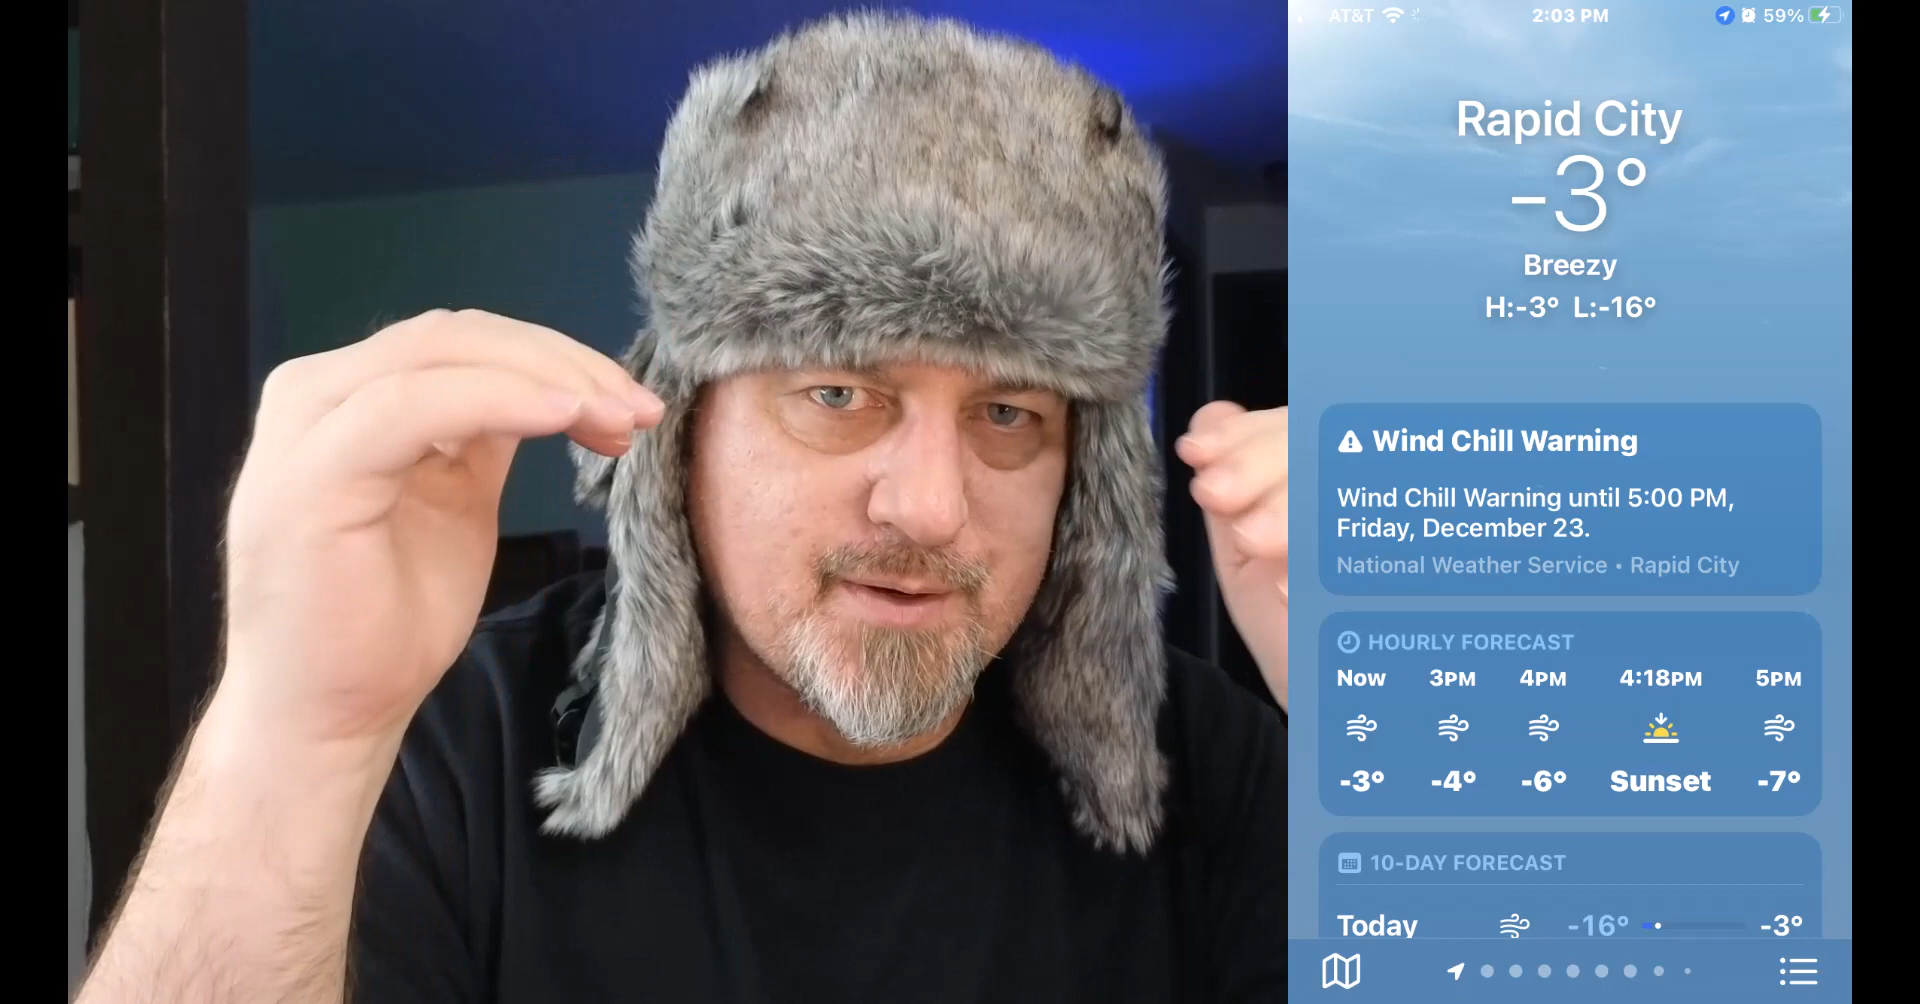 AT&T 2:03 PM 59%
Rapid City
-3°
Breezy
H:-3° L:-16°
Wind Chill Warning
Wind Chill Warning until 5:00 PM,
Friday, December 23.
National Weather Service • Rapid City
HOURLY FORECAST
Now 3PM 4PM 4:18PM 5PM
-3° -4° -6° Sunset -7°
10-DAY FORECAST
Today -16° -3°